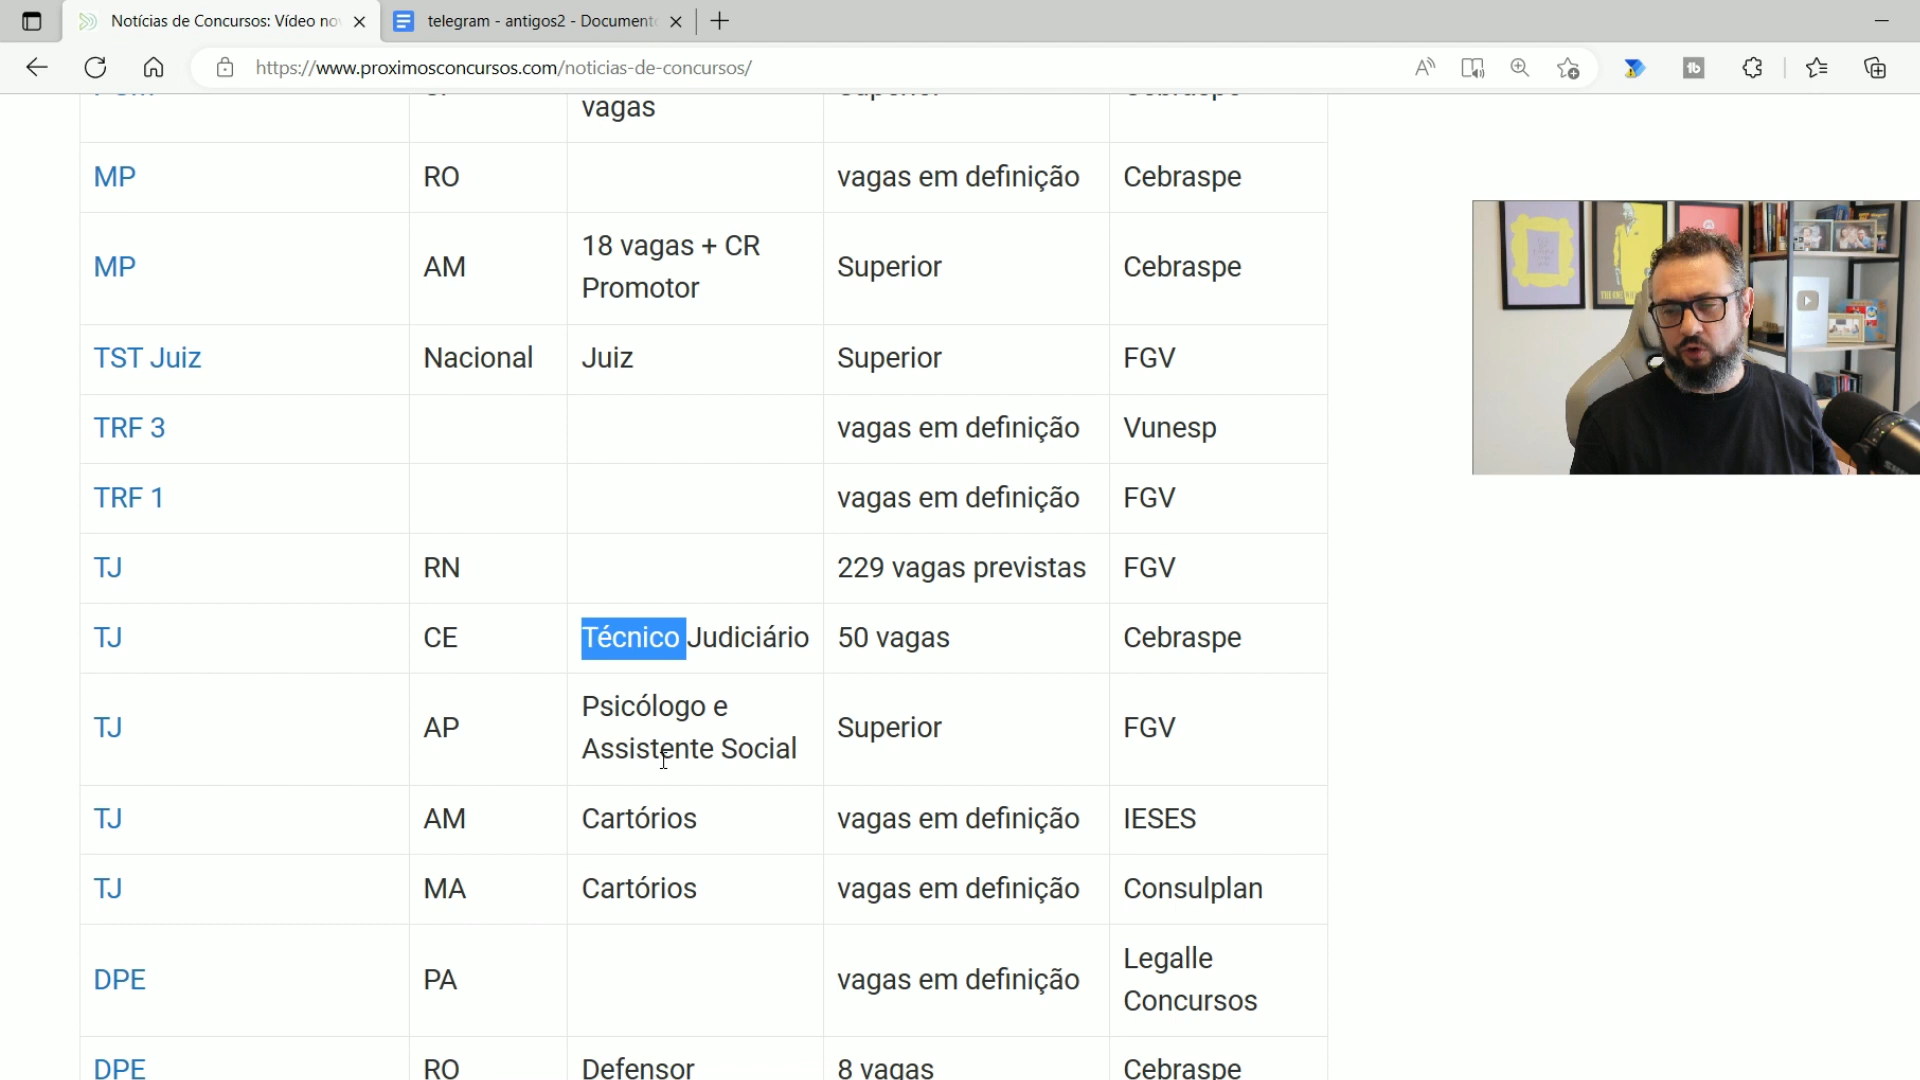 Notícias de Concursos: Vídeo no
telegram - antigos2 - Document
https://www.proximosconcursos.com/noticias-de-concursos/
vagas
MP RO vagas em definição Cebraspe
MP AM 18 vagas + CR Promotor Superior Cebraspe
TST Juiz Nacional Juiz Superior FGV
TRF 3 vagas em definição Vunesp
TRF 1 vagas em definição FGV
TJ RN 229 vagas previstas FGV
TJ CE Técnico Judiciário 50 vagas Cebraspe
TJ AP Psicólogo e Assistente Social Superior FGV
TJ AM Cartórios vagas em definição IESES
TJ MA Cartórios vagas em definição Consulplan
DPE PA vagas em definição Legalle Concursos
DPE RO Defensor 8 vagas Cebraspe